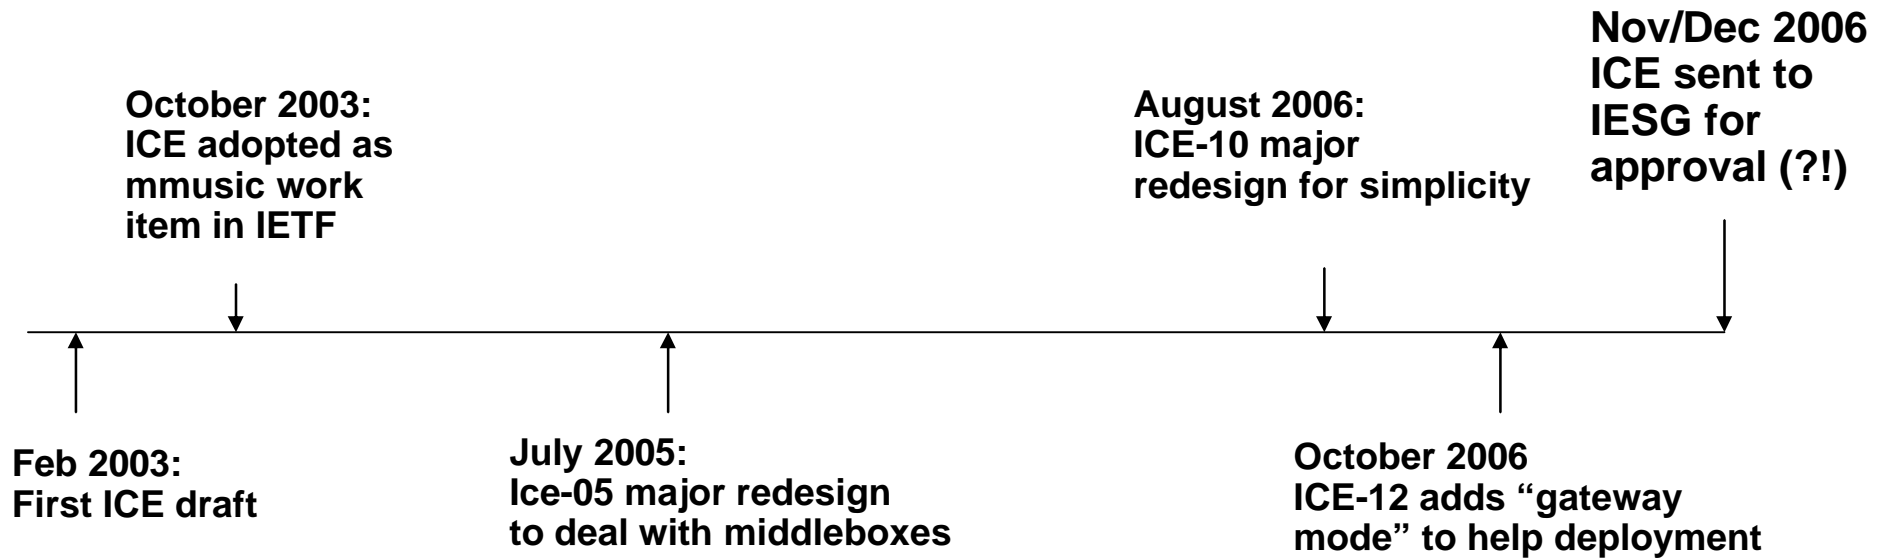 Nov/Dec 2006
ICE sent to
IESG for
approval (?!)
October 2003:
ICE adopted as
mmusic work
item in IETF
August 2006:
ICE-10 major
redesign for simplicity
Feb 2003:
First ICE draft
July 2005:
Ice-05 major redesign
to deal with middleboxes
October 2006
ICE-12 adds “gateway
mode” to help deployment